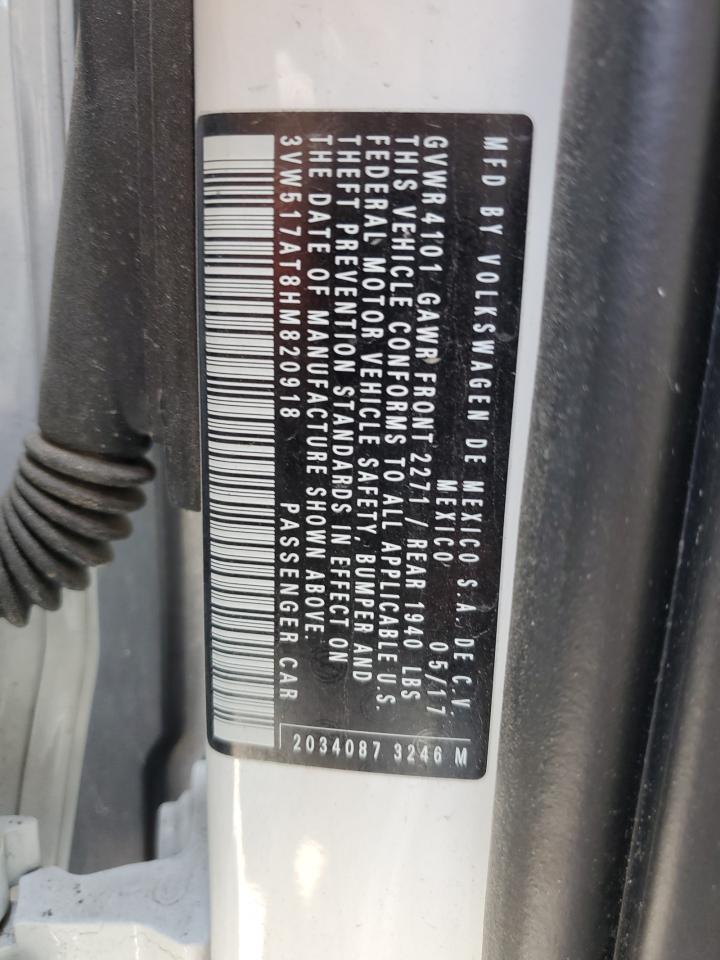 MFD BY VOLKSWAGEN DE MEXICO S.A. DE C.V.
MEXICO 05/17
GVWR 4101 GAWR FRONT 2271 / REAR 1940 LBS
THIS VEHICLE CONFORMS TO ALL APPLICABLE U.S.
FEDERAL MOTOR VEHICLE SAFETY, BUMPER AND
THEFT PREVENTION STANDARDS IN EFFECT ON
THE DATE OF MANUFACTURE SHOWN ABOVE.
3VW517AT8HM820918 PASSENGER CAR
2034087 3246 M